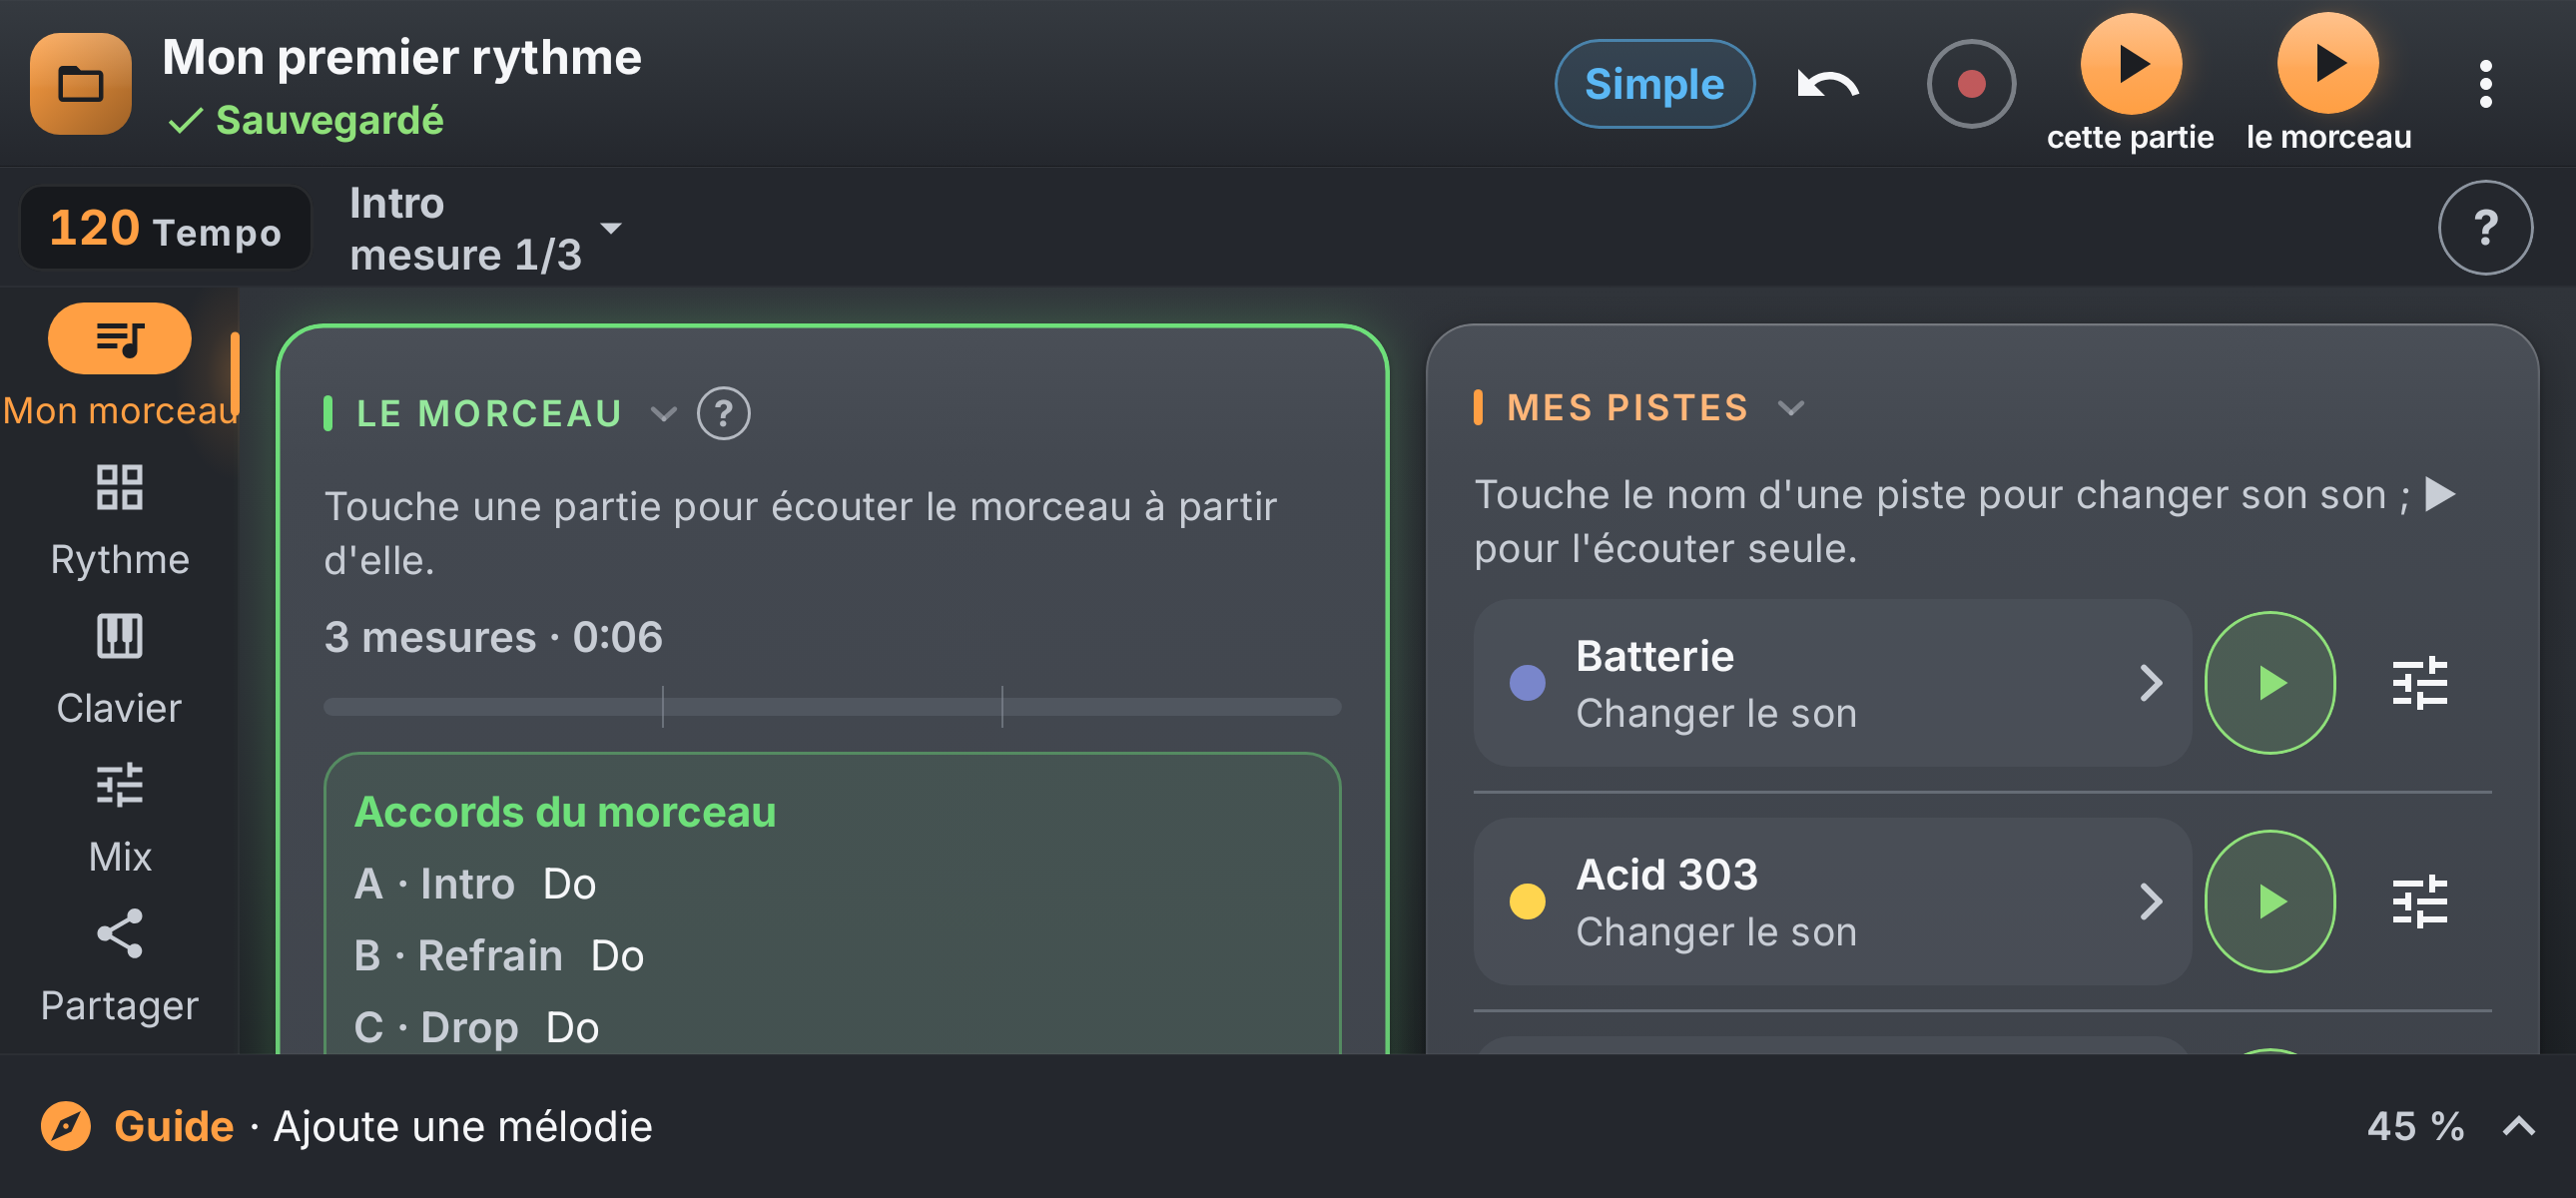 Mon premier rythme
Sauvegardé
Simple
cette partie
le morceau
120 Tempo
Intro
mesure 1/3
?
Mon morceau
Rythme
Clavier
Mix
Partager
LE MORCEAU ?
Touche une partie pour écouter le morceau à partir
d'elle.
3 mesures · 0:06
Accords du morceau
A · Intro Do
B · Refrain Do
C · Drop Do
MES PISTES
Touche le nom d'une piste pour changer son son ; ▶
pour l'écouter seule.
Batterie
Changer le son
Acid 303
Changer le son
Guide · Ajoute une mélodie
45 %